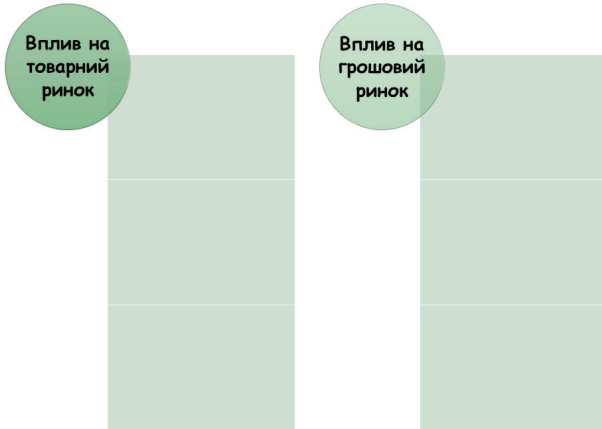 Вплив на
товарний
ринок
Вплив на
грошовий
ринок